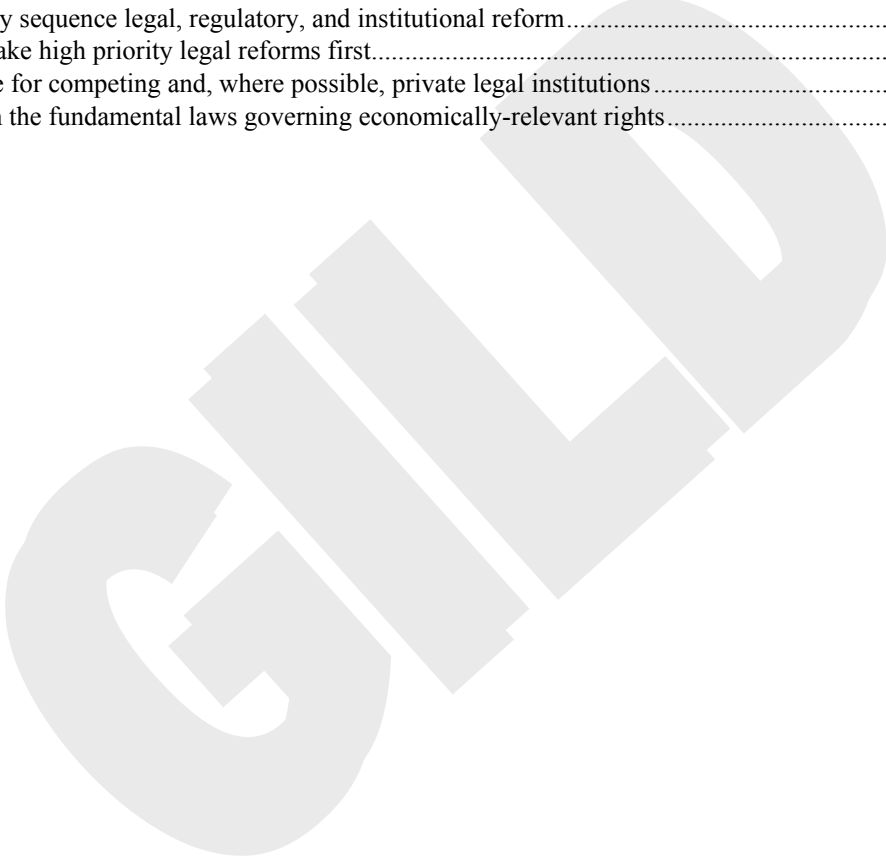 y sequence legal, regulatory, and institutional reform................................................
ake high priority legal reforms first...............................................................................
e for competing and, where possible, private legal institutions...................................
n the fundamental laws governing economically-relevant rights................................
GILD